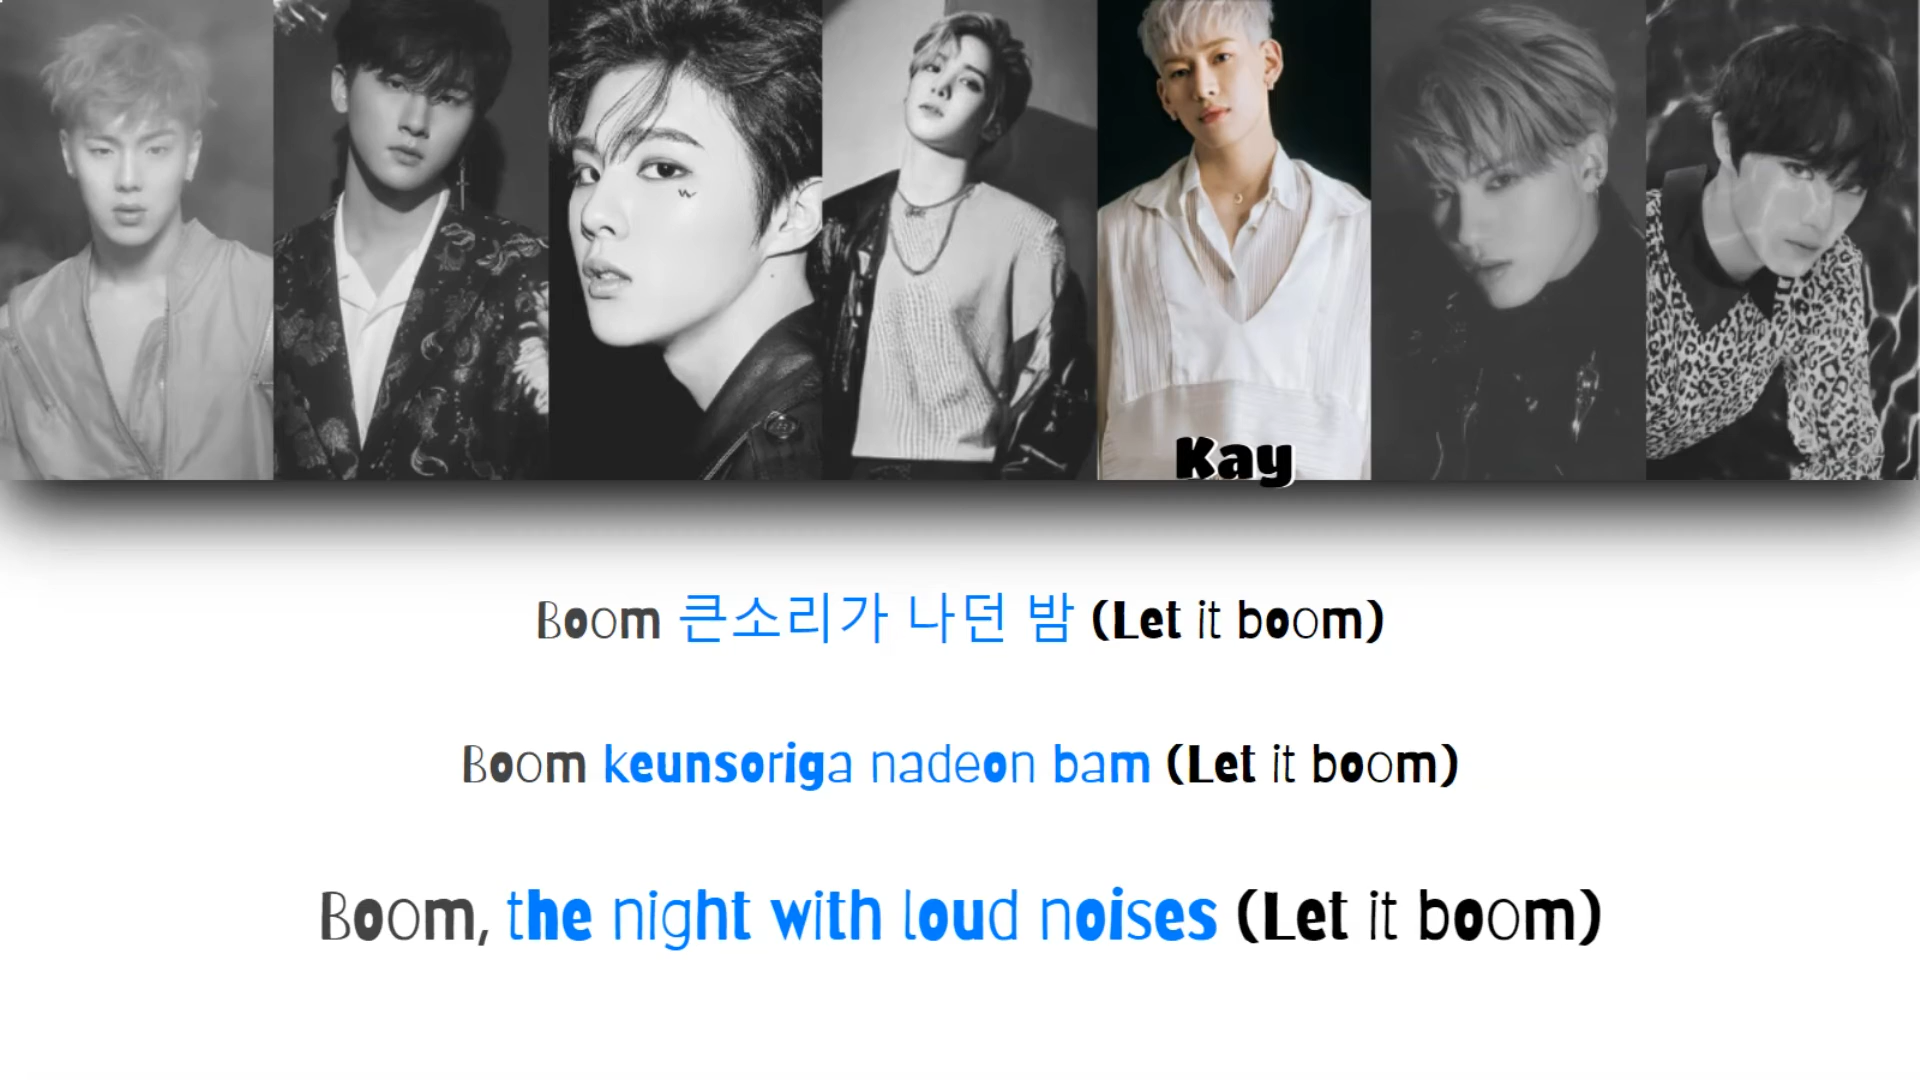 Kay
Boom 큰소리가 나던 밤 (Let it boom)
Boom keunsoriga nadeon bam (Let it boom)
Boom, the night with loud noises (Let it boom)